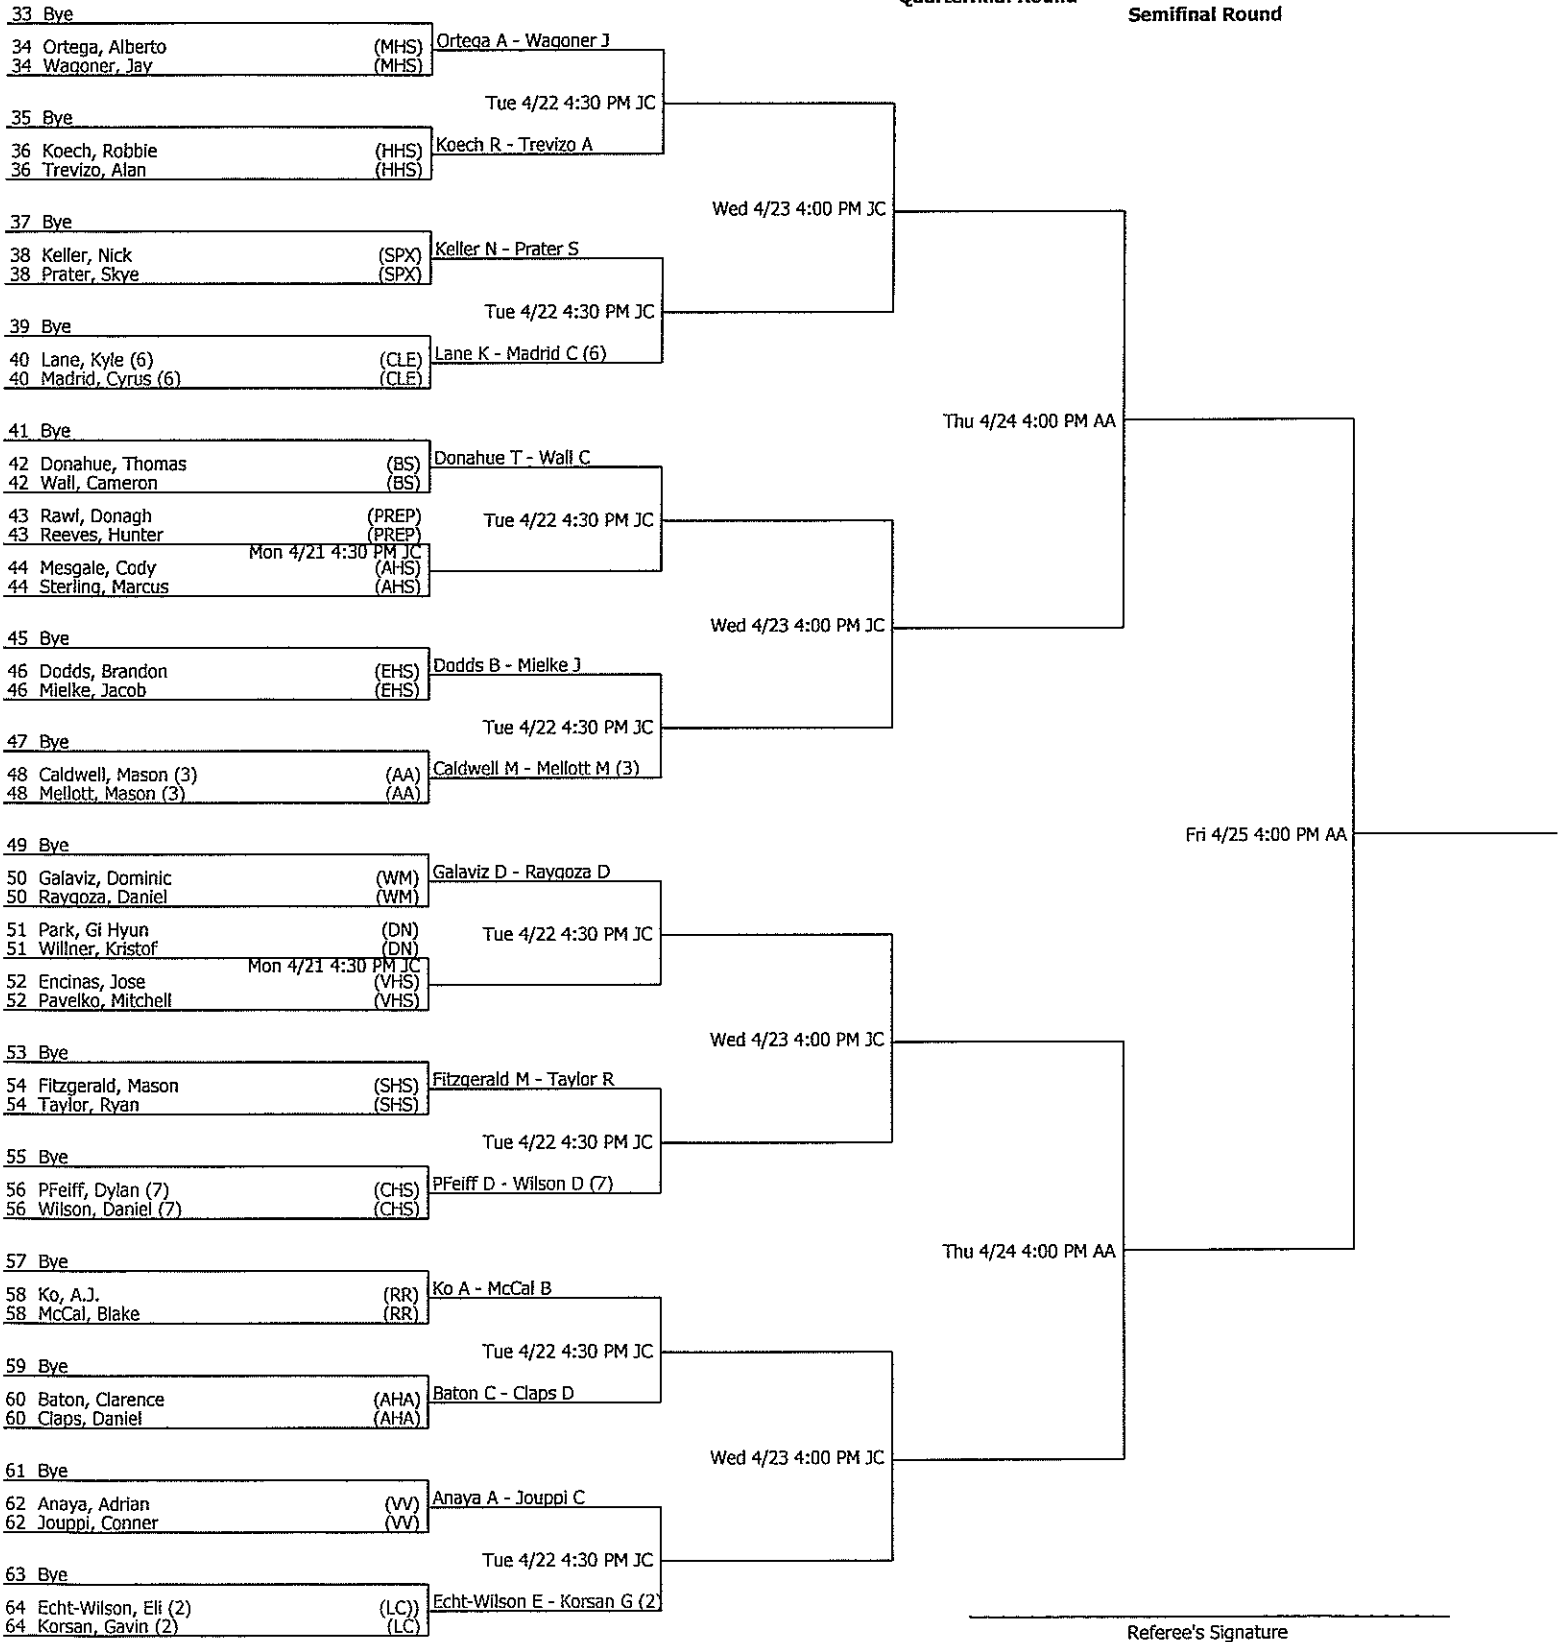 Semifinal Round
33 Bye
34 Ortega, Alberto (MHS)
34 Wagoner, Jay (MHS)
Ortega A - Wagoner J
Tue 4/22 4:30 PM JC
35 Bye
36 Koech, Robbie (HHS)
36 Trevizo, Alan (HHS)
Koech R - Trevizo A
Wed 4/23 4:00 PM JC
37 Bye
38 Keller, Nick (SPX)
38 Prater, Skye (SPX)
Keller N - Prater S
Tue 4/22 4:30 PM JC
39 Bye
40 Lane, Kyle (6) (CLE)
40 Madrid, Cyrus (6) (CLE)
Lane K - Madrid C (6)
Thu 4/24 4:00 PM AA
41 Bye
42 Donahue, Thomas (BS)
42 Wall, Cameron (BS)
Donahue T - Wall C
Tue 4/22 4:30 PM JC
43 Rawl, Donagh (PREP)
43 Reeves, Hunter (PREP)
Mon 4/21 4:30 PM JC
44 Mesgale, Cody (AHS)
44 Sterling, Marcus (AHS)
Wed 4/23 4:00 PM JC
45 Bye
46 Dodds, Brandon (EHS)
46 Mielke, Jacob (EHS)
Dodds B - Mielke J
Tue 4/22 4:30 PM JC
47 Bye
48 Caldwell, Mason (3) (AA)
48 Mellott, Mason (3) (AA)
Caldwell M - Mellott M (3)
Fri 4/25 4:00 PM AA
49 Bye
50 Galaviz, Dominic (WM)
50 Raygoza, Daniel (WM)
Galaviz D - Raygoza D
Tue 4/22 4:30 PM JC
51 Park, Gi Hyun (DN)
51 Willner, Kristof (DN)
Mon 4/21 4:30 PM JC
52 Encinas, Jose (VHS)
52 Pavelko, Mitchell (VHS)
Wed 4/23 4:00 PM JC
53 Bye
54 Fitzgerald, Mason (SHS)
54 Taylor, Ryan (SHS)
Fitzgerald M - Taylor R
Tue 4/22 4:30 PM JC
55 Bye
56 PFeiff, Dylan (7) (CHS)
56 Wilson, Daniel (7) (CHS)
PFeiff D - Wilson D (7)
Thu 4/24 4:00 PM AA
57 Bye
58 Ko, A.J. (RR)
58 McCal, Blake (RR)
Ko A - McCal B
Tue 4/22 4:30 PM JC
59 Bye
60 Baton, Clarence (AHA)
60 Claps, Daniel (AHA)
Baton C - Claps D
Wed 4/23 4:00 PM JC
61 Bye
62 Anaya, Adrian (VV)
62 Jouppi, Conner (VV)
Anaya A - Jouppi C
Tue 4/22 4:30 PM JC
63 Bye
64 Echt-Wilson, Eli (2) (LC))
64 Korsan, Gavin (2) (LC)
Echt-Wilson E - Korsan G (2)
Referee's Signature